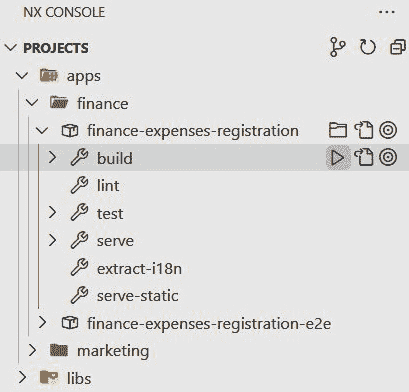 NX CONSOLE
PROJECTS
apps
finance
finance-expenses-registration
build
lint
test
serve
extract-i18n
serve-static
finance-expenses-registration-e2e
marketing
libs